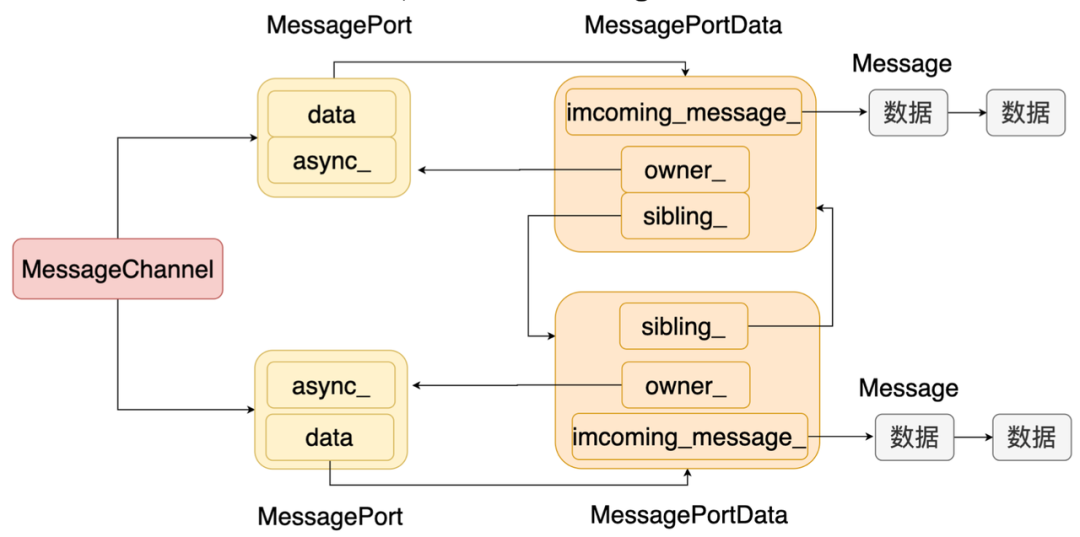 MessagePort
MessagePortData
Message
data
imcoming_message_
数据
数据
async_
owner_
sibling_
MessageChannel
sibling_
async_
owner_
Message
data
imcoming_message_
数据
数据
MessagePort
MessagePortData